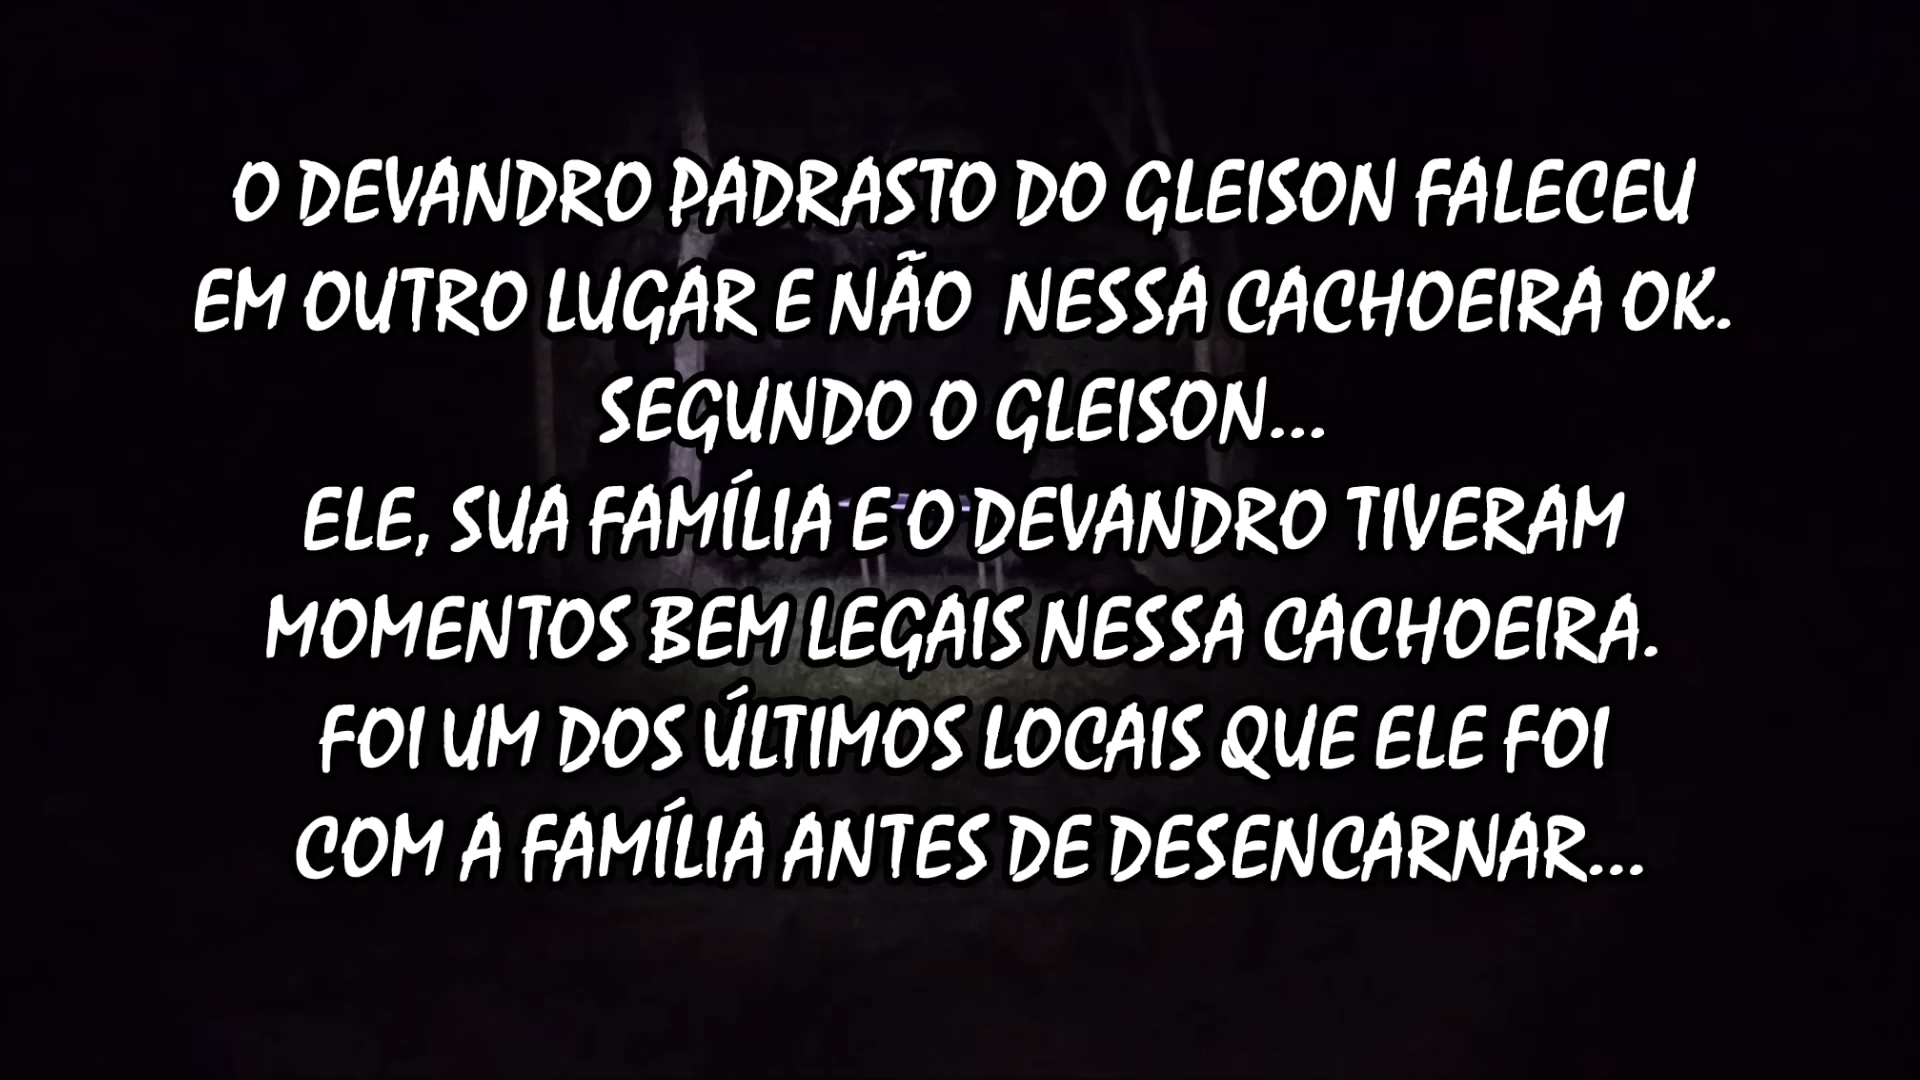 O DEVANDRO PADRASTO DO GLEISON FALECEU
EM OUTRO LUGAR E NÃO NESSA CACHOEIRA OK.
SEGUNDO O GLEISON...
ELE, SUA FAMÍLIA E O DEVANDRO TIVERAM
MOMENTOS BEM LEGAIS NESSA CACHOEIRA.
FOI UM DOS ÚLTIMOS LOCAIS QUE ELE FOI
COM A FAMÍLIA ANTES DE DESENCARNAR...